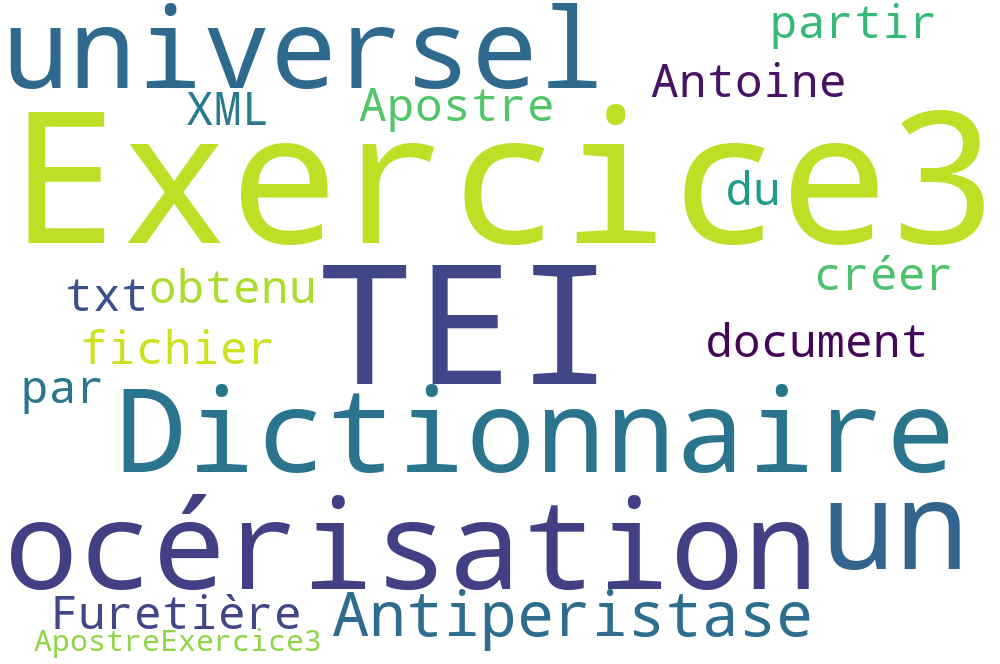 partir
universel
Antoine
XML Apostre
Exercice3
du
créer
txt obtenu TEI
fichier document
par
Dictionnaire
océrisation un
Furetière Antiperistase
ApostreExercice3